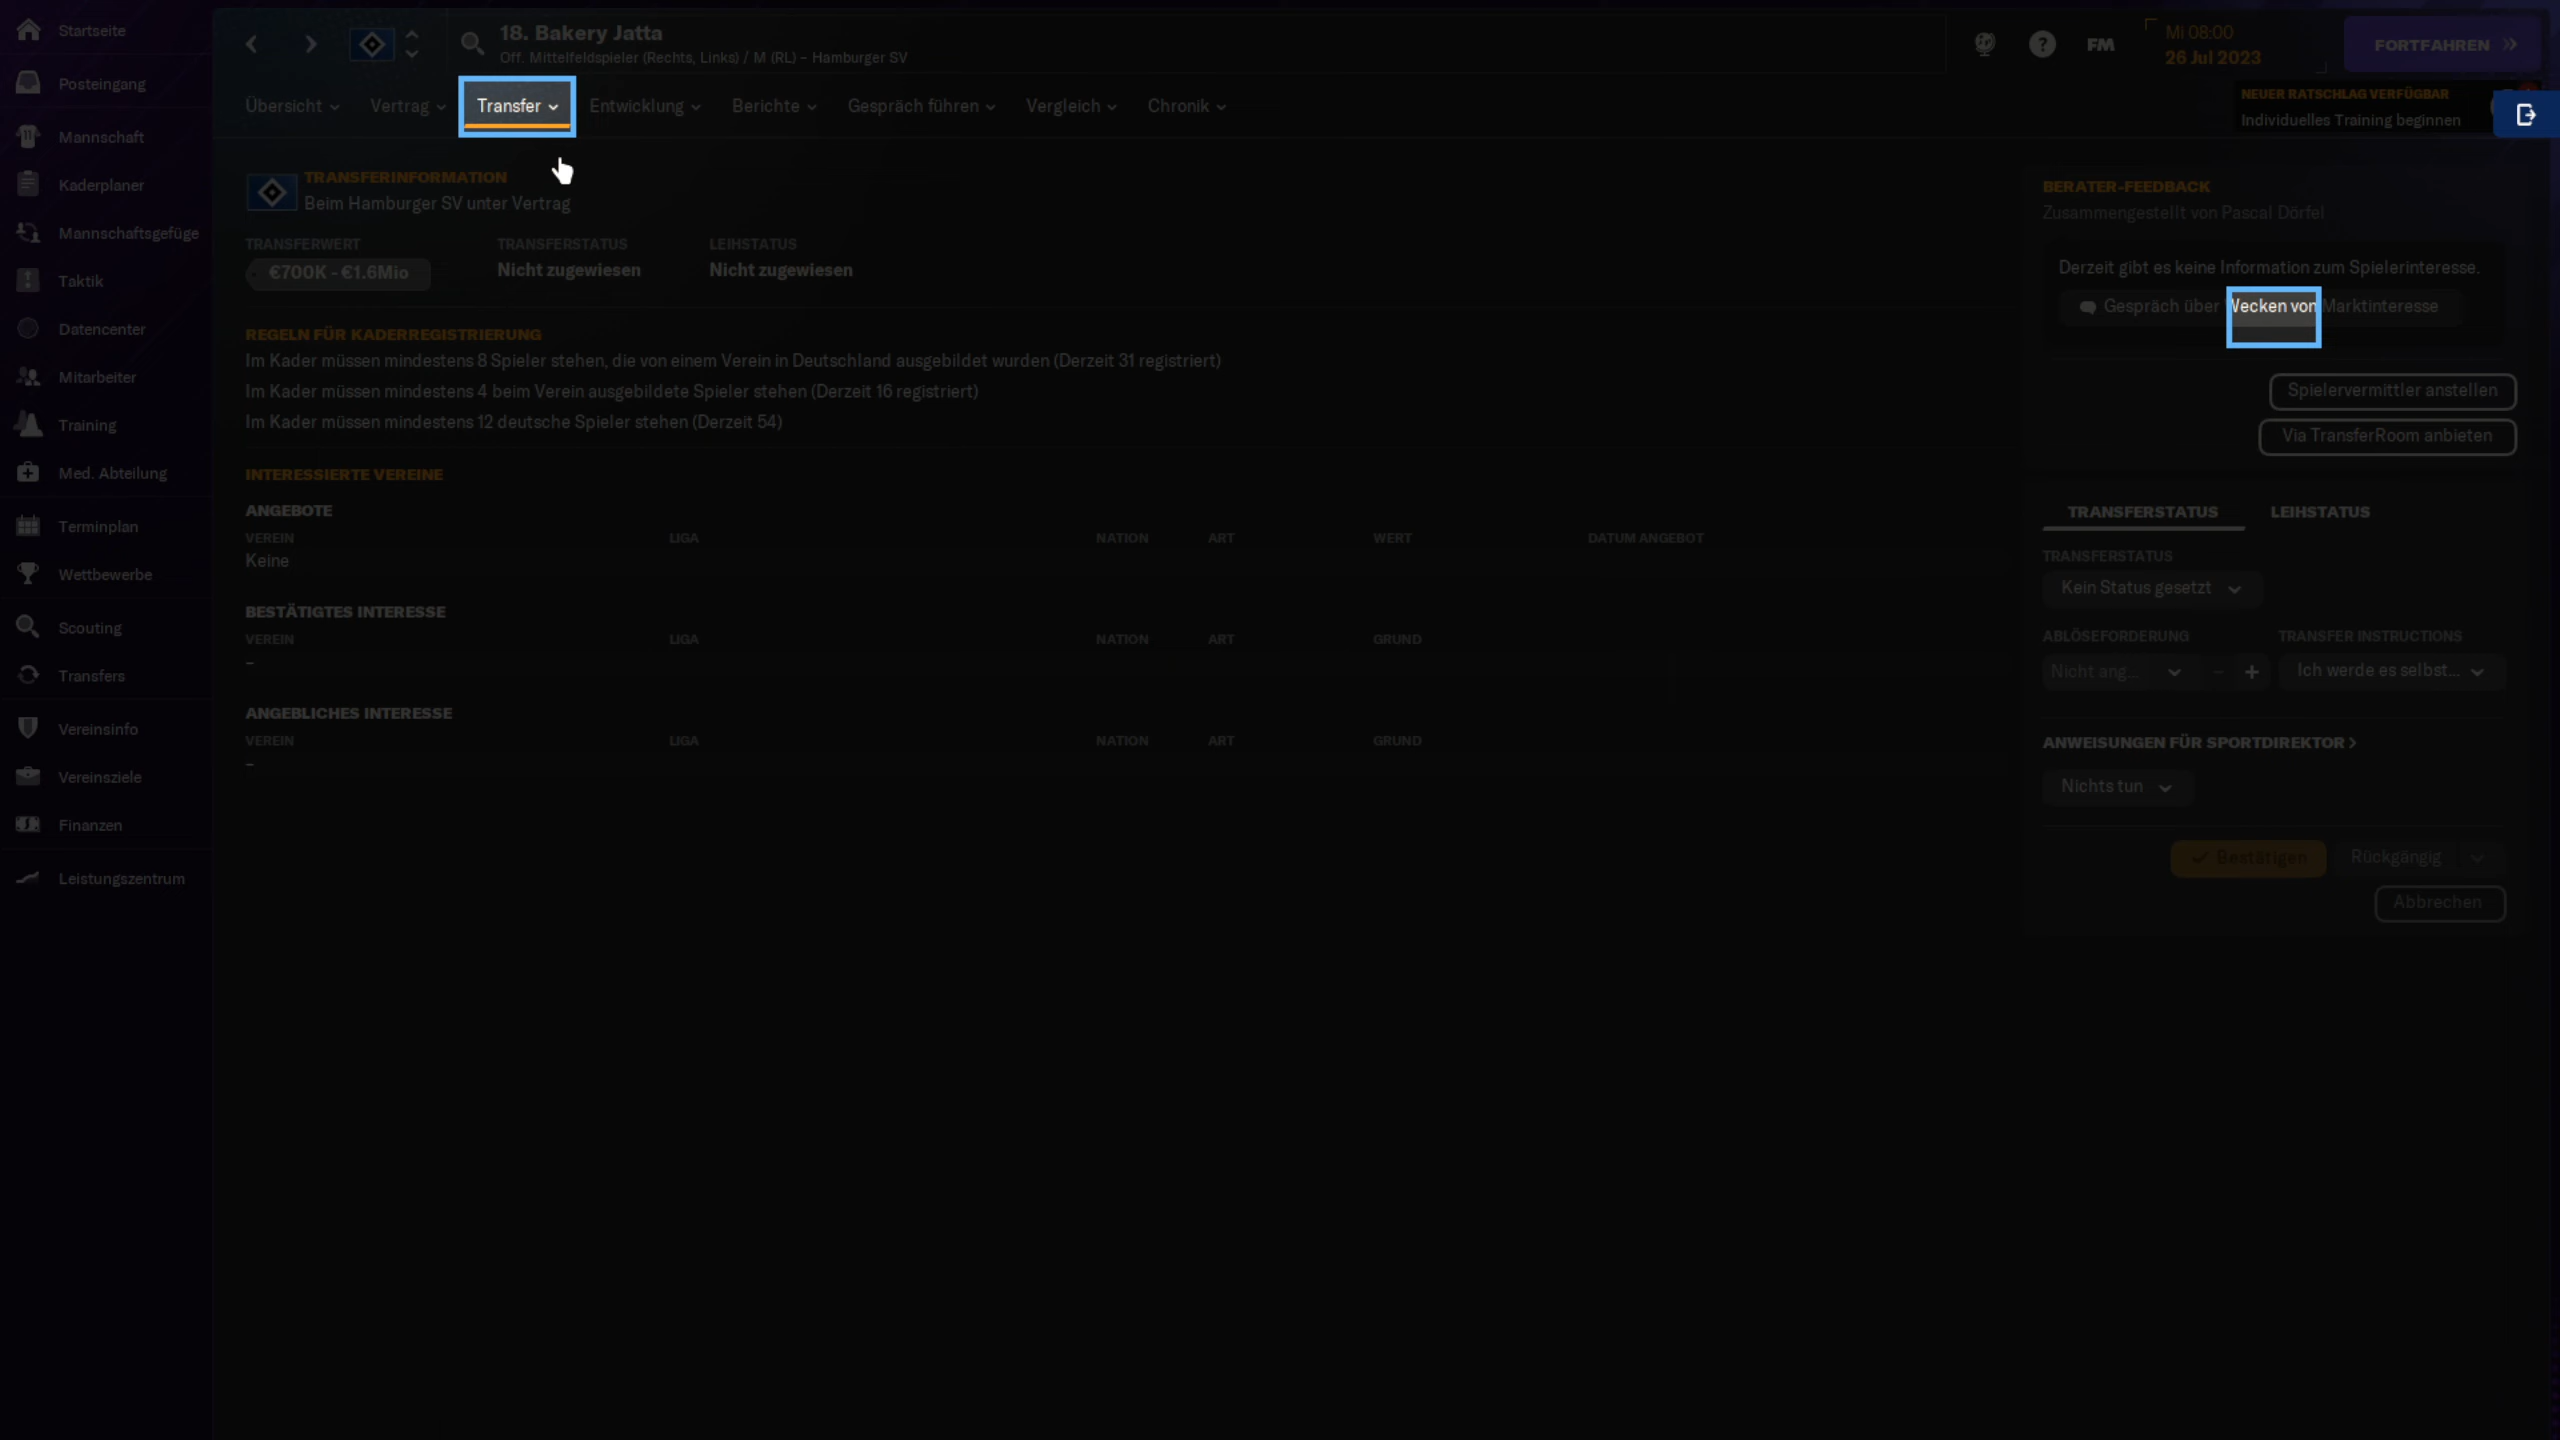 Startseite
Posteingang
Mannschaft
Kaderplaner
Mannschaftsgefüge
Taktik
Datencenter
Mitarbeiter
Training
Med. Abteilung
Terminplan
Wettbewerbe
Scouting
Transfers
Vereinsinfo
Vereinsziele
Finanzen
Leistungszentrum
18. Bakery Jatta
Off. Mittelfeldspieler (Rechts, Links) / M (RL) - Hamburger SV
FM
Mi 08:00
26 Jul 2023
FORTFAHREN
Übersicht
Vertrag
Transfer
Entwicklung
Berichte
Gespräch führen
Vergleich
Chronik
NEUER RATSCHLAG VERFÜGBAR
Individuelles Training beginnen
TRANSFERINFORMATION
Beim Hamburger SV unter Vertrag
TRANSFERWERT TRANSFERSTATUS LEIHSTATUS
€700K - €1.6Mio Nicht zugewiesen Nicht zugewiesen
REGELN FÜR KADERREGISTRIERUNG
Im Kader müssen mindestens 8 Spieler stehen, die von einem Verein in Deutschland ausgebildet wurden (Derzeit 31 registriert)
Im Kader müssen mindestens 4 beim Verein ausgebildete Spieler stehen (Derzeit 16 registriert)
Im Kader müssen mindestens 12 deutsche Spieler stehen (Derzeit 54)
INTERESSIERTE VEREINE
ANGEBOTE
VEREIN LIGA NATION ART WERT DATUM ANGEBOT
Keine
BESTÄTIGTES INTERESSE
VEREIN LIGA NATION ART GRUND
-
ANGEBLICHES INTERESSE
VEREIN LIGA NATION ART GRUND
-
BERATER-FEEDBACK
Zusammengestellt von Pascal Dörfel
Derzeit gibt es keine Information zum Spielerinteresse.
Gespräch über Wecken von Marktinteresse
Spielervermittler anstellen
Via TransferRoom anbieten
TRANSFERSTATUS LEIHSTATUS
TRANSFERSTATUS
Kein Status gesetzt
ABLÖSEFORDERUNG TRANSFER INSTRUCTIONS
Nicht ang... - + Ich werde es selbst...
ANWEISUNGEN FÜR SPORTDIREKTOR >
Nichts tun
Bestätigen Rückgängig
Abbrechen